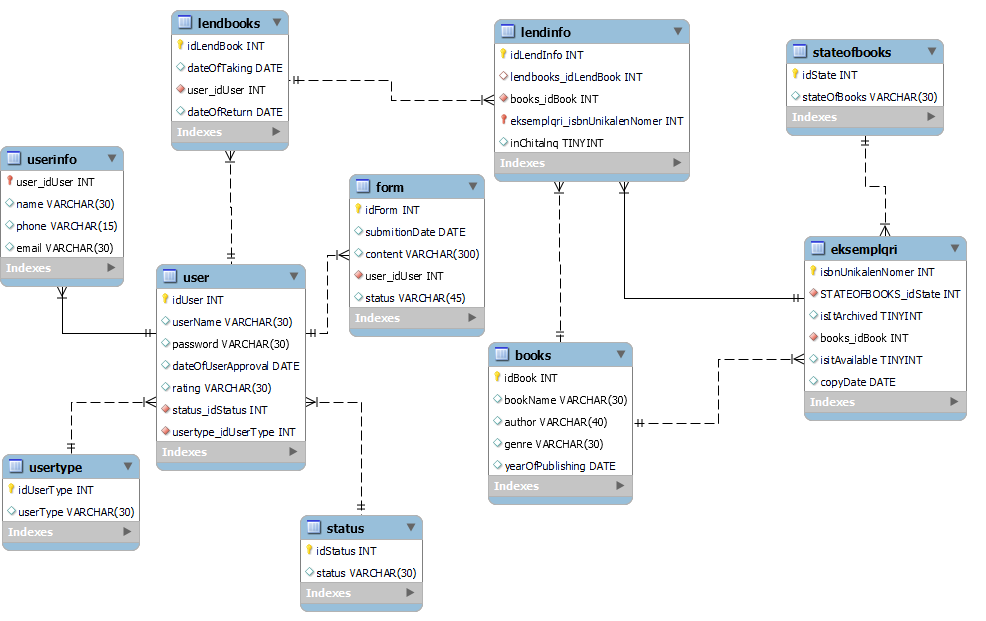 lendbooks
idLendBook INT
dateOfTaking DATE
user_idUser INT
dateOfReturn DATE
Indexes
lendinfo
idLendInfo INT
lendbooks_idLendBook INT
books_idBook INT
eksemplqri_isbnUnikalenNomer INT
inChitalnq TINYINT
Indexes
stateofbooks
idState INT
stateOfBooks VARCHAR(30)
Indexes
userinfo
user_idUser INT
name VARCHAR(30)
phone VARCHAR(15)
email VARCHAR(30)
Indexes
form
idForm INT
submitionDate DATE
content VARCHAR(300)
user_idUser INT
status VARCHAR(45)
Indexes
eksemplqri
isbnUnikalenNomer INT
STATEOFBOOKS_idState INT
isItArchived TINYINT
books_idBook INT
isitAvailable TINYINT
copyDate DATE
Indexes
user
idUser INT
userName VARCHAR(30)
password VARCHAR(30)
dateOfUserApproval DATE
rating VARCHAR(30)
status_idStatus INT
usertype_idUserType INT
Indexes
books
idBook INT
bookName VARCHAR(30)
author VARCHAR(40)
genre VARCHAR(30)
yearOfPublishing DATE
Indexes
usertype
idUserType INT
userType VARCHAR(30)
Indexes
status
idStatus INT
status VARCHAR(30)
Indexes